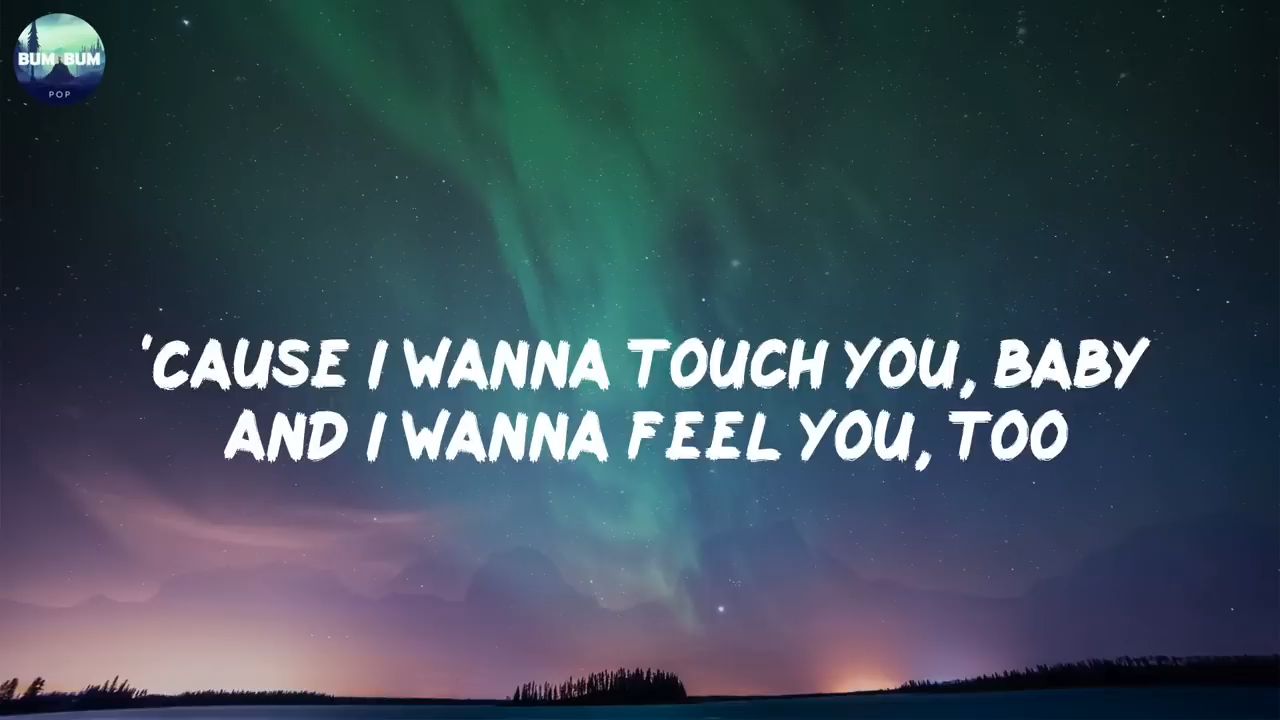 BUM BUM
POP
'CAUSE I WANNA TOUCH YOU, BABY
AND I WANNA FEEL YOU, TOO